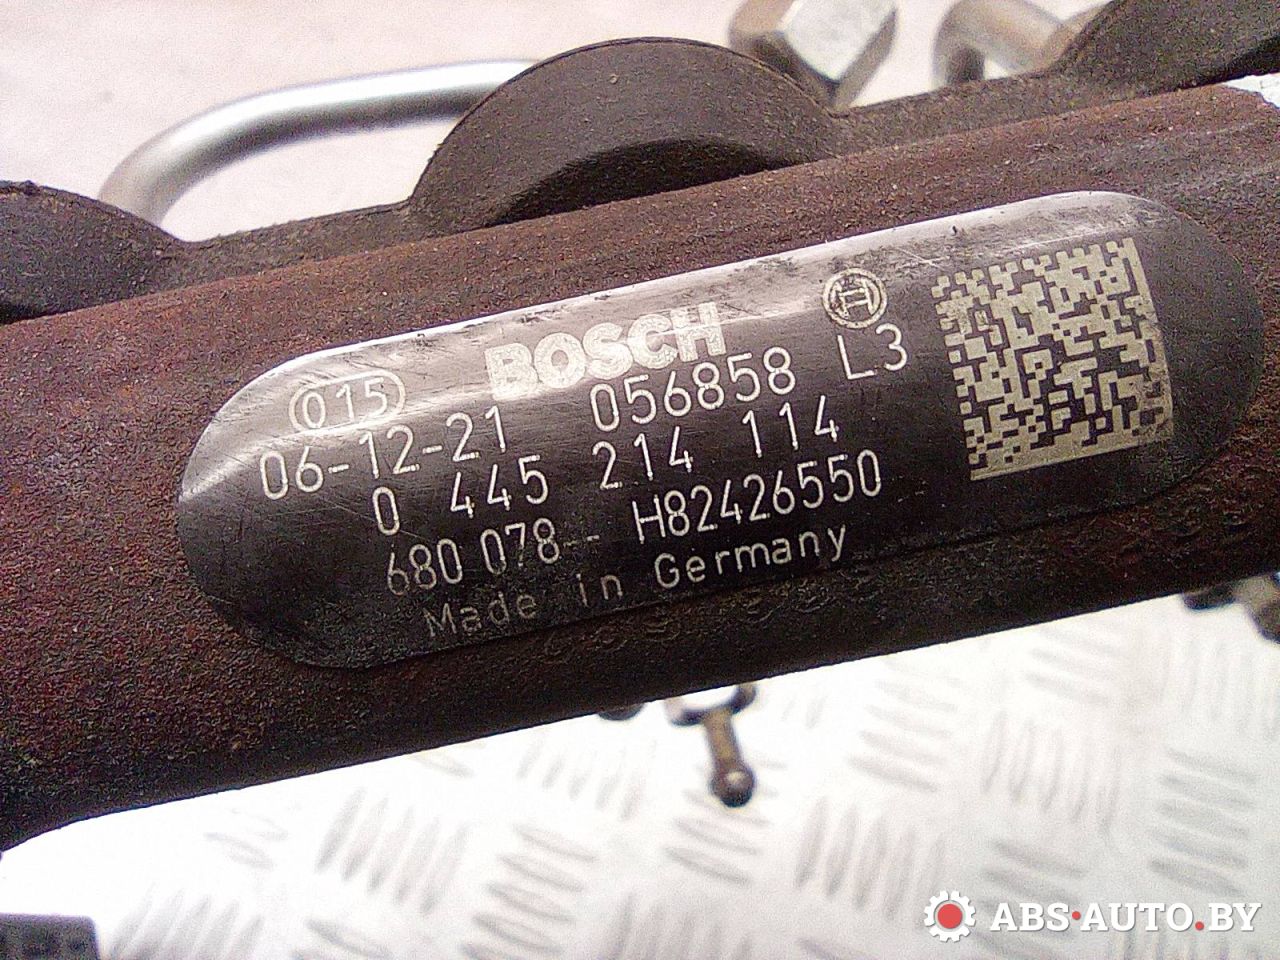 BOSCH
015
06-12-21 056858 L3
0 445 214 114
680 078-- H82426550
Made in Germany
ABS-AUTO.BY